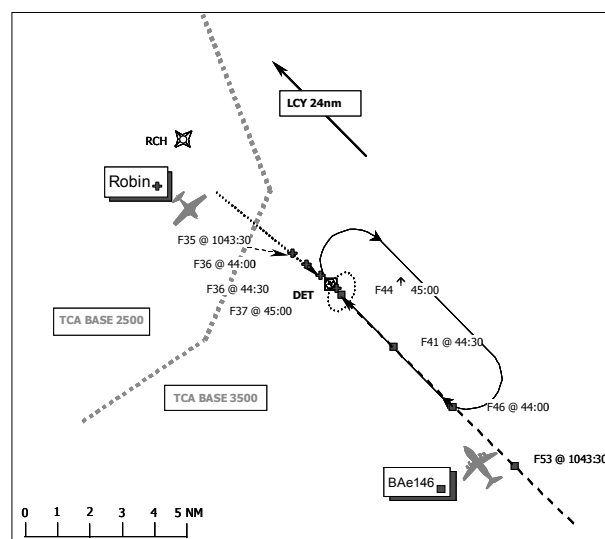 LCY 24nm
RCH
Robin
F35 @ 1043:30
F36 @ 44:00
F36 @ 44:30
F37 @ 45:00
DET
F44 45:00
F41 @ 44:30
F46 @ 44:00
F53 @ 1043:30
TCA BASE 2500
TCA BASE 3500
BAe146
0 1 2 3 4 5 NM